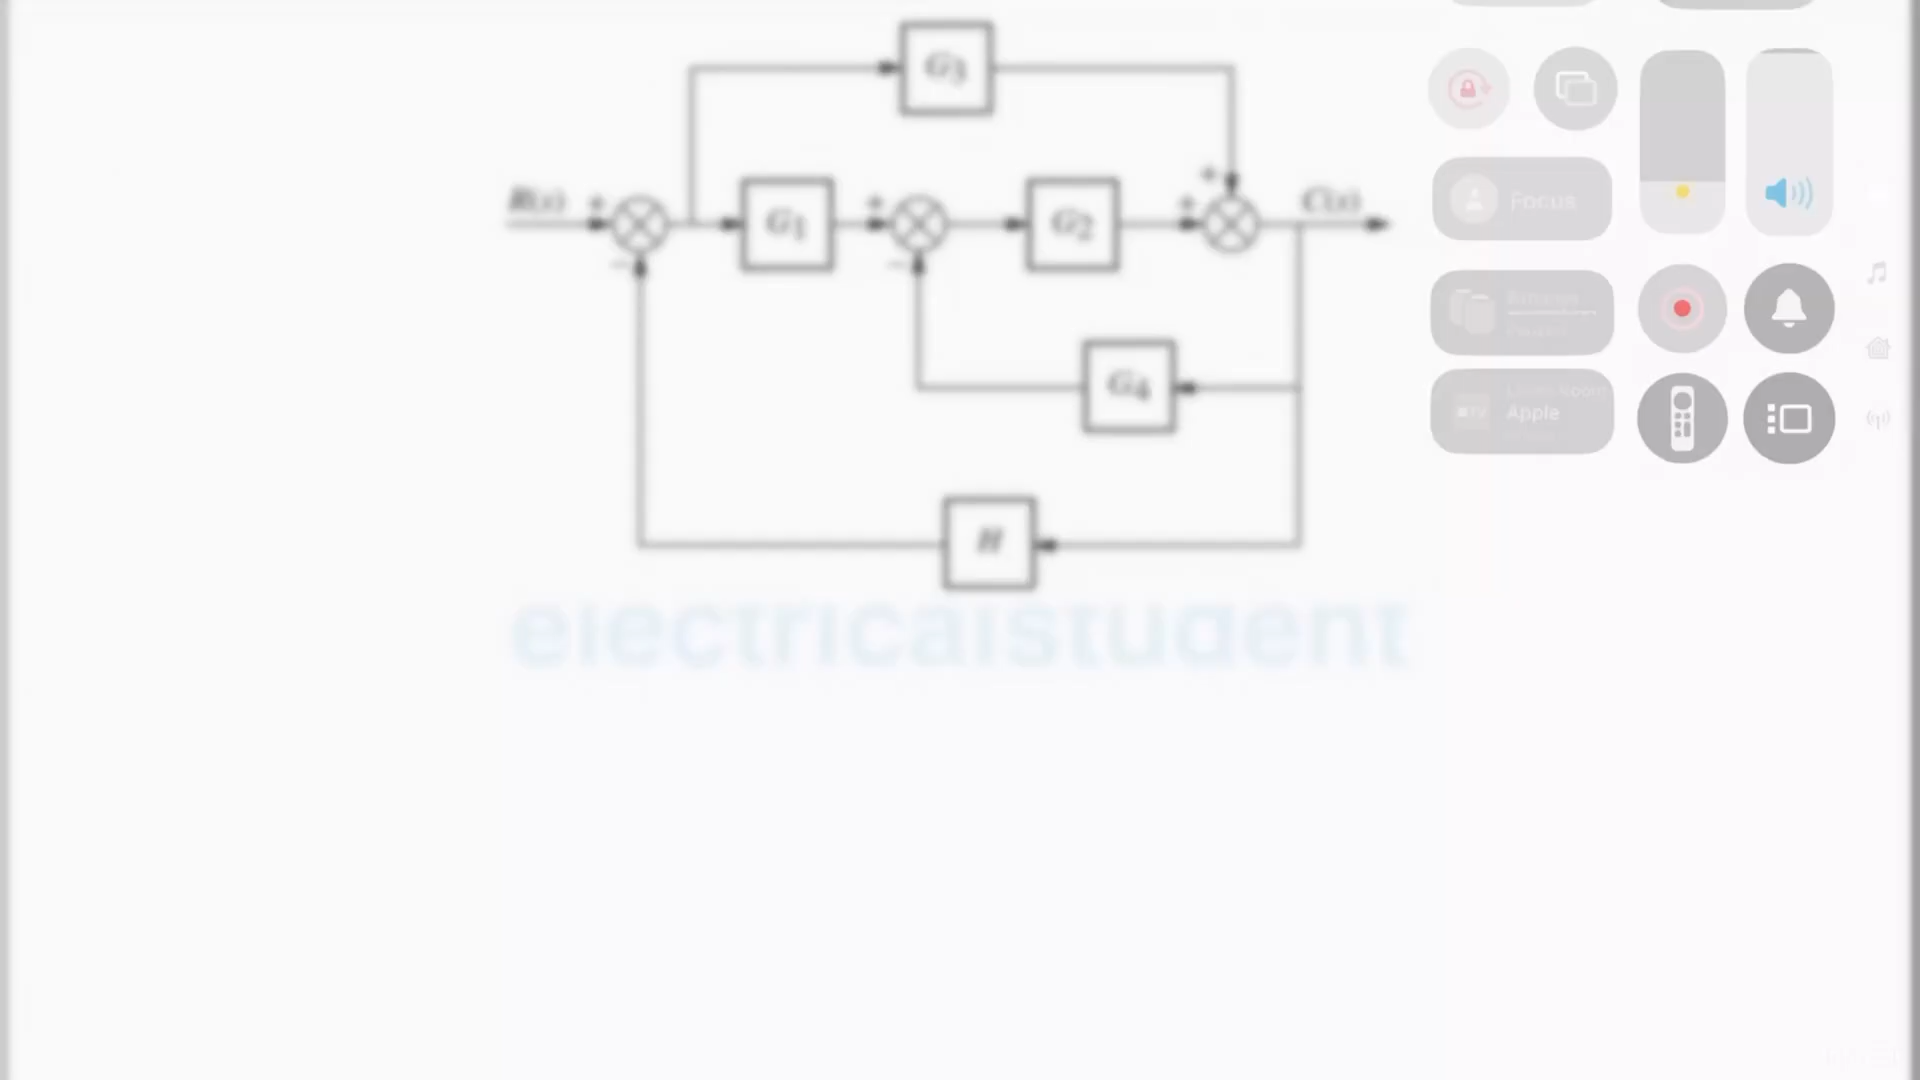 G3
R(s) + G1 + G2 + + C(s)
− −
G4
H
electricalstudent
Focus
Apple